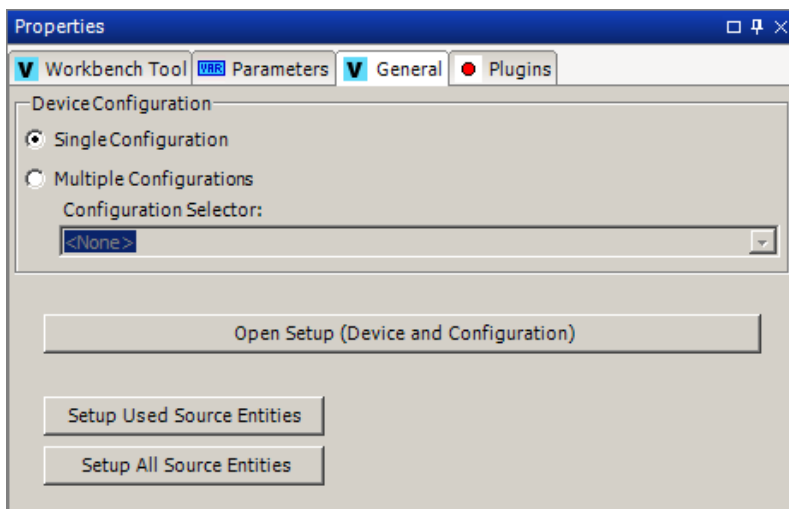 Properties
V Workbench Tool VAR Parameters V General Plugins
Device Configuration
Single Configuration
Multiple Configurations
Configuration Selector:
<None>
Open Setup (Device and Configuration)
Setup Used Source Entities
Setup All Source Entities